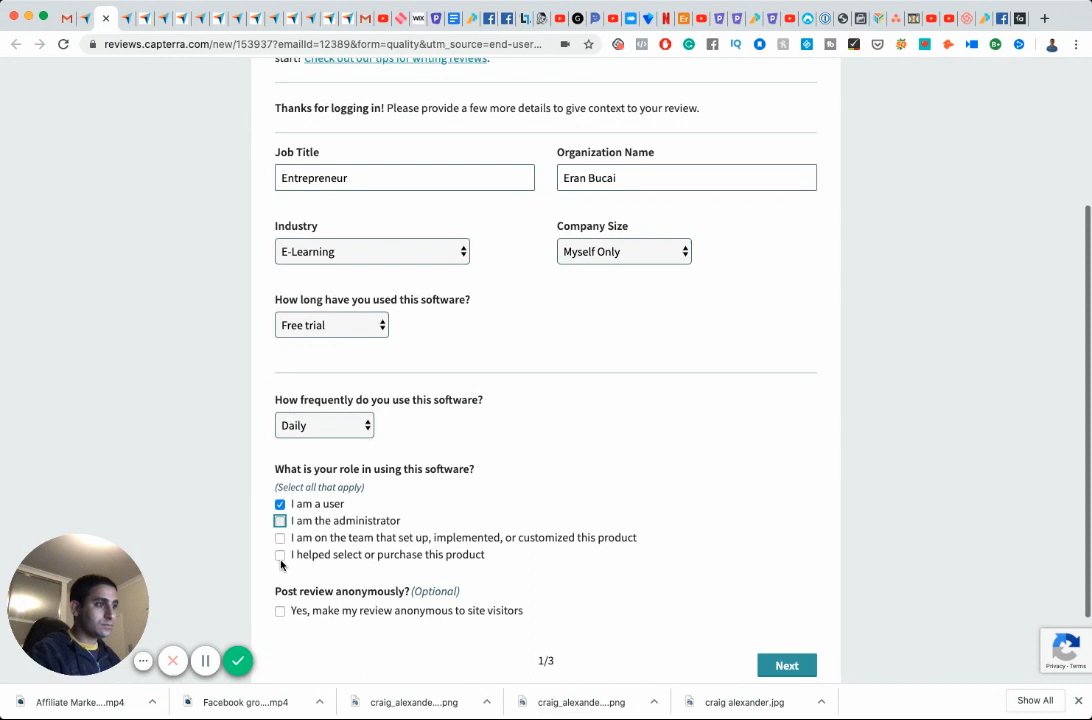 WIX
reviews.capterra.com/new/153937?emailId=12389&form=quality&utm_source=end-user...
start! Check out our tips for writing reviews.
Thanks for logging in! Please provide a few more details to give context to your review.
Job Title
Organization Name
Entrepreneur
Eran Bucai
Industry
Company Size
E-Learning
Myself Only
How long have you used this software?
Free trial
How frequently do you use this software?
Daily
What is your role in using this software?
(Select all that apply)
I am a user
I am the administrator
I am on the team that set up, implemented, or customized this product
I helped select or purchase this product
Post review anonymously? (Optional)
Yes, make my review anonymous to site visitors
1/3
Next
Privacy - Terms
Affiliate Marke....mp4
Facebook gro....mp4
craig_alexande....png
craig_alexande....png
craig alexander.jpg
Show All